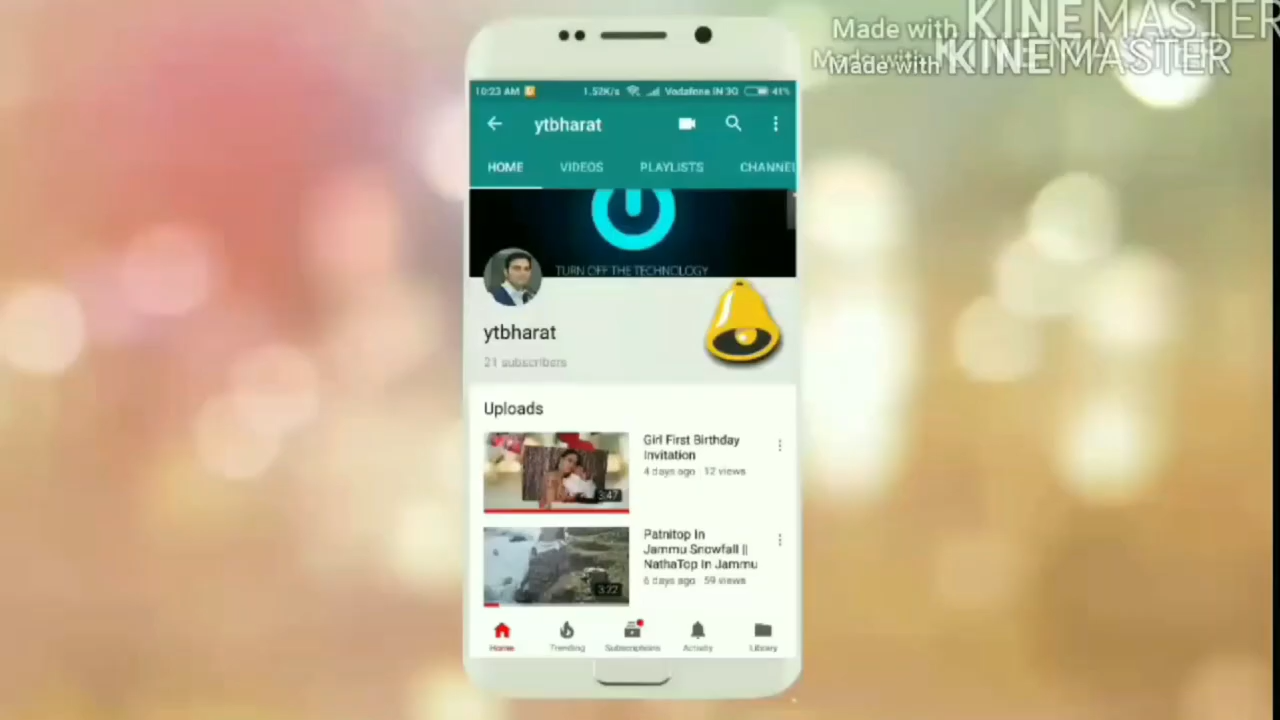 Made with KINEMASTER
Made with
Made with KINEMASTER
10:23 AM 1.52K/s Vodafone IN 3G 41%
ytbharat
HOME VIDEOS PLAYLISTS CHANNEL
TURN OFF THE TECHNOLOGY
ytbharat
21 subscribers
Uploads
Girl First Birthday
Invitation
4 days ago · 12 views
3:47
Patnitop In
Jammu Snowfall ||
NathaTop In Jammu
6 days ago · 59 views
3:22
Home Trending Subscriptions Activity Library